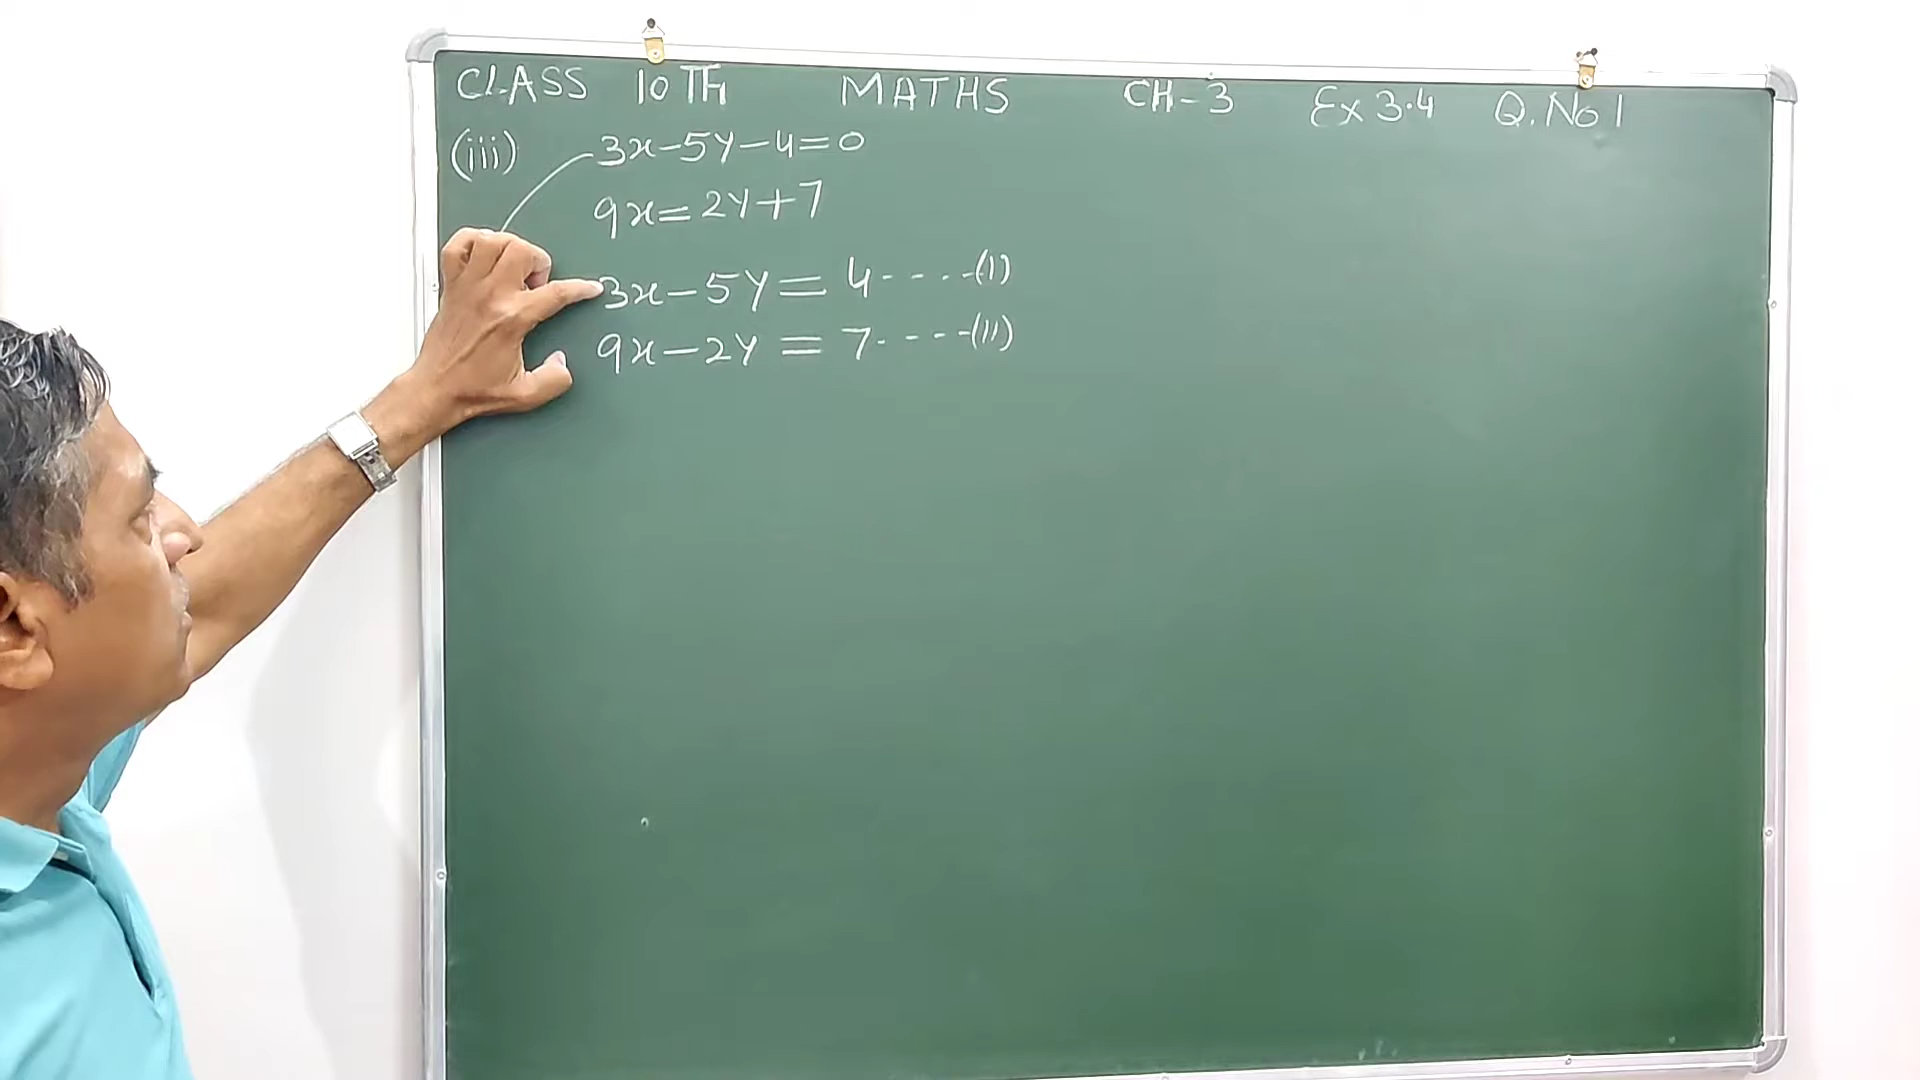 CLASS 10TH MATHS CH-3 Ex 3.4 Q.No 1
(iii) 3x-5y-4=0
9x=2y+7
3x-5y=4----(I)
9x-2y=7----(II)